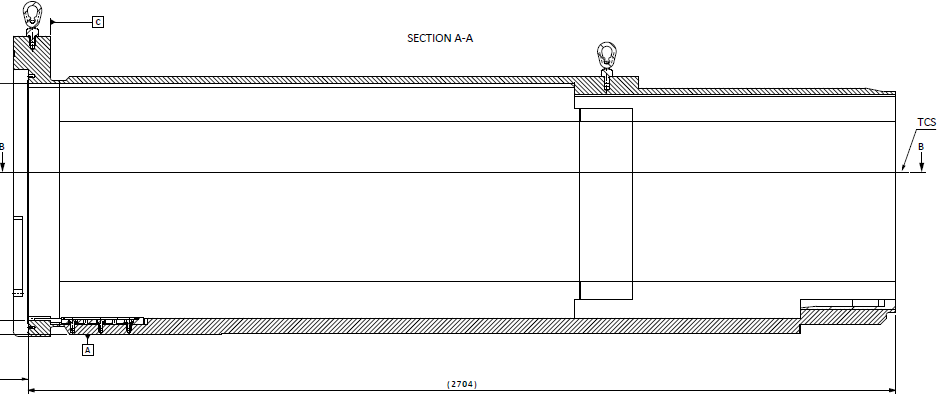 C
SECTION A-A
TCS
B
B
A
(2704)